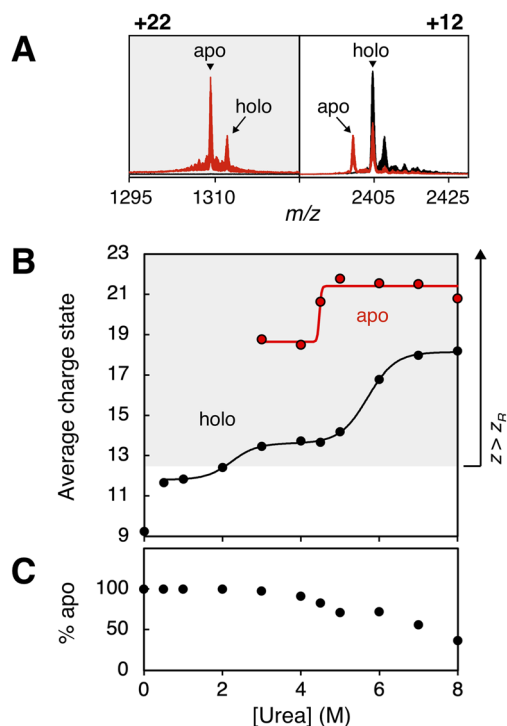 +22 +12
A
apo
holo
holo
apo
1295 1310 2405 2425
m/z
B
23
21
19
17
15
13
11
9
Average charge state
apo
holo
z > zR
C
100
50
0
% apo
0 2 4 6 8
[Urea] (M)